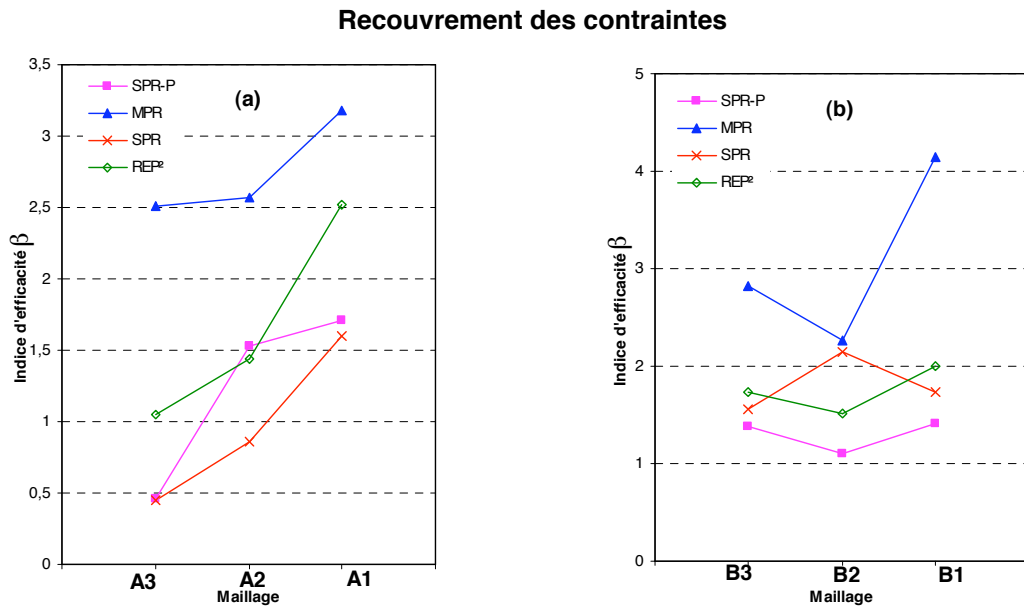 Recouvrement des contraintes
(a)
SPR-P
MPR
SPR
REP²
Indice d'efficacité β
3,5
3
2,5
2
1,5
1
0,5
0
A3 A2 A1
Maillage
(b)
SPR-P
MPR
SPR
REP²
Indice d'efficacité β
5
4
3
2
1
0
B3 B2 B1
Maillage